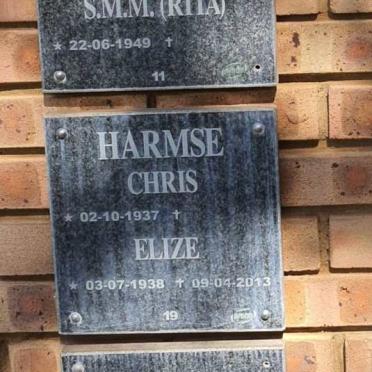 S.M.M. (RITA)
* 22-06-1949 †
11
HARMSE
CHRIS
* 02-10-1937 †
ELIZE
* 03-07-1938 † 09-04-2013
19